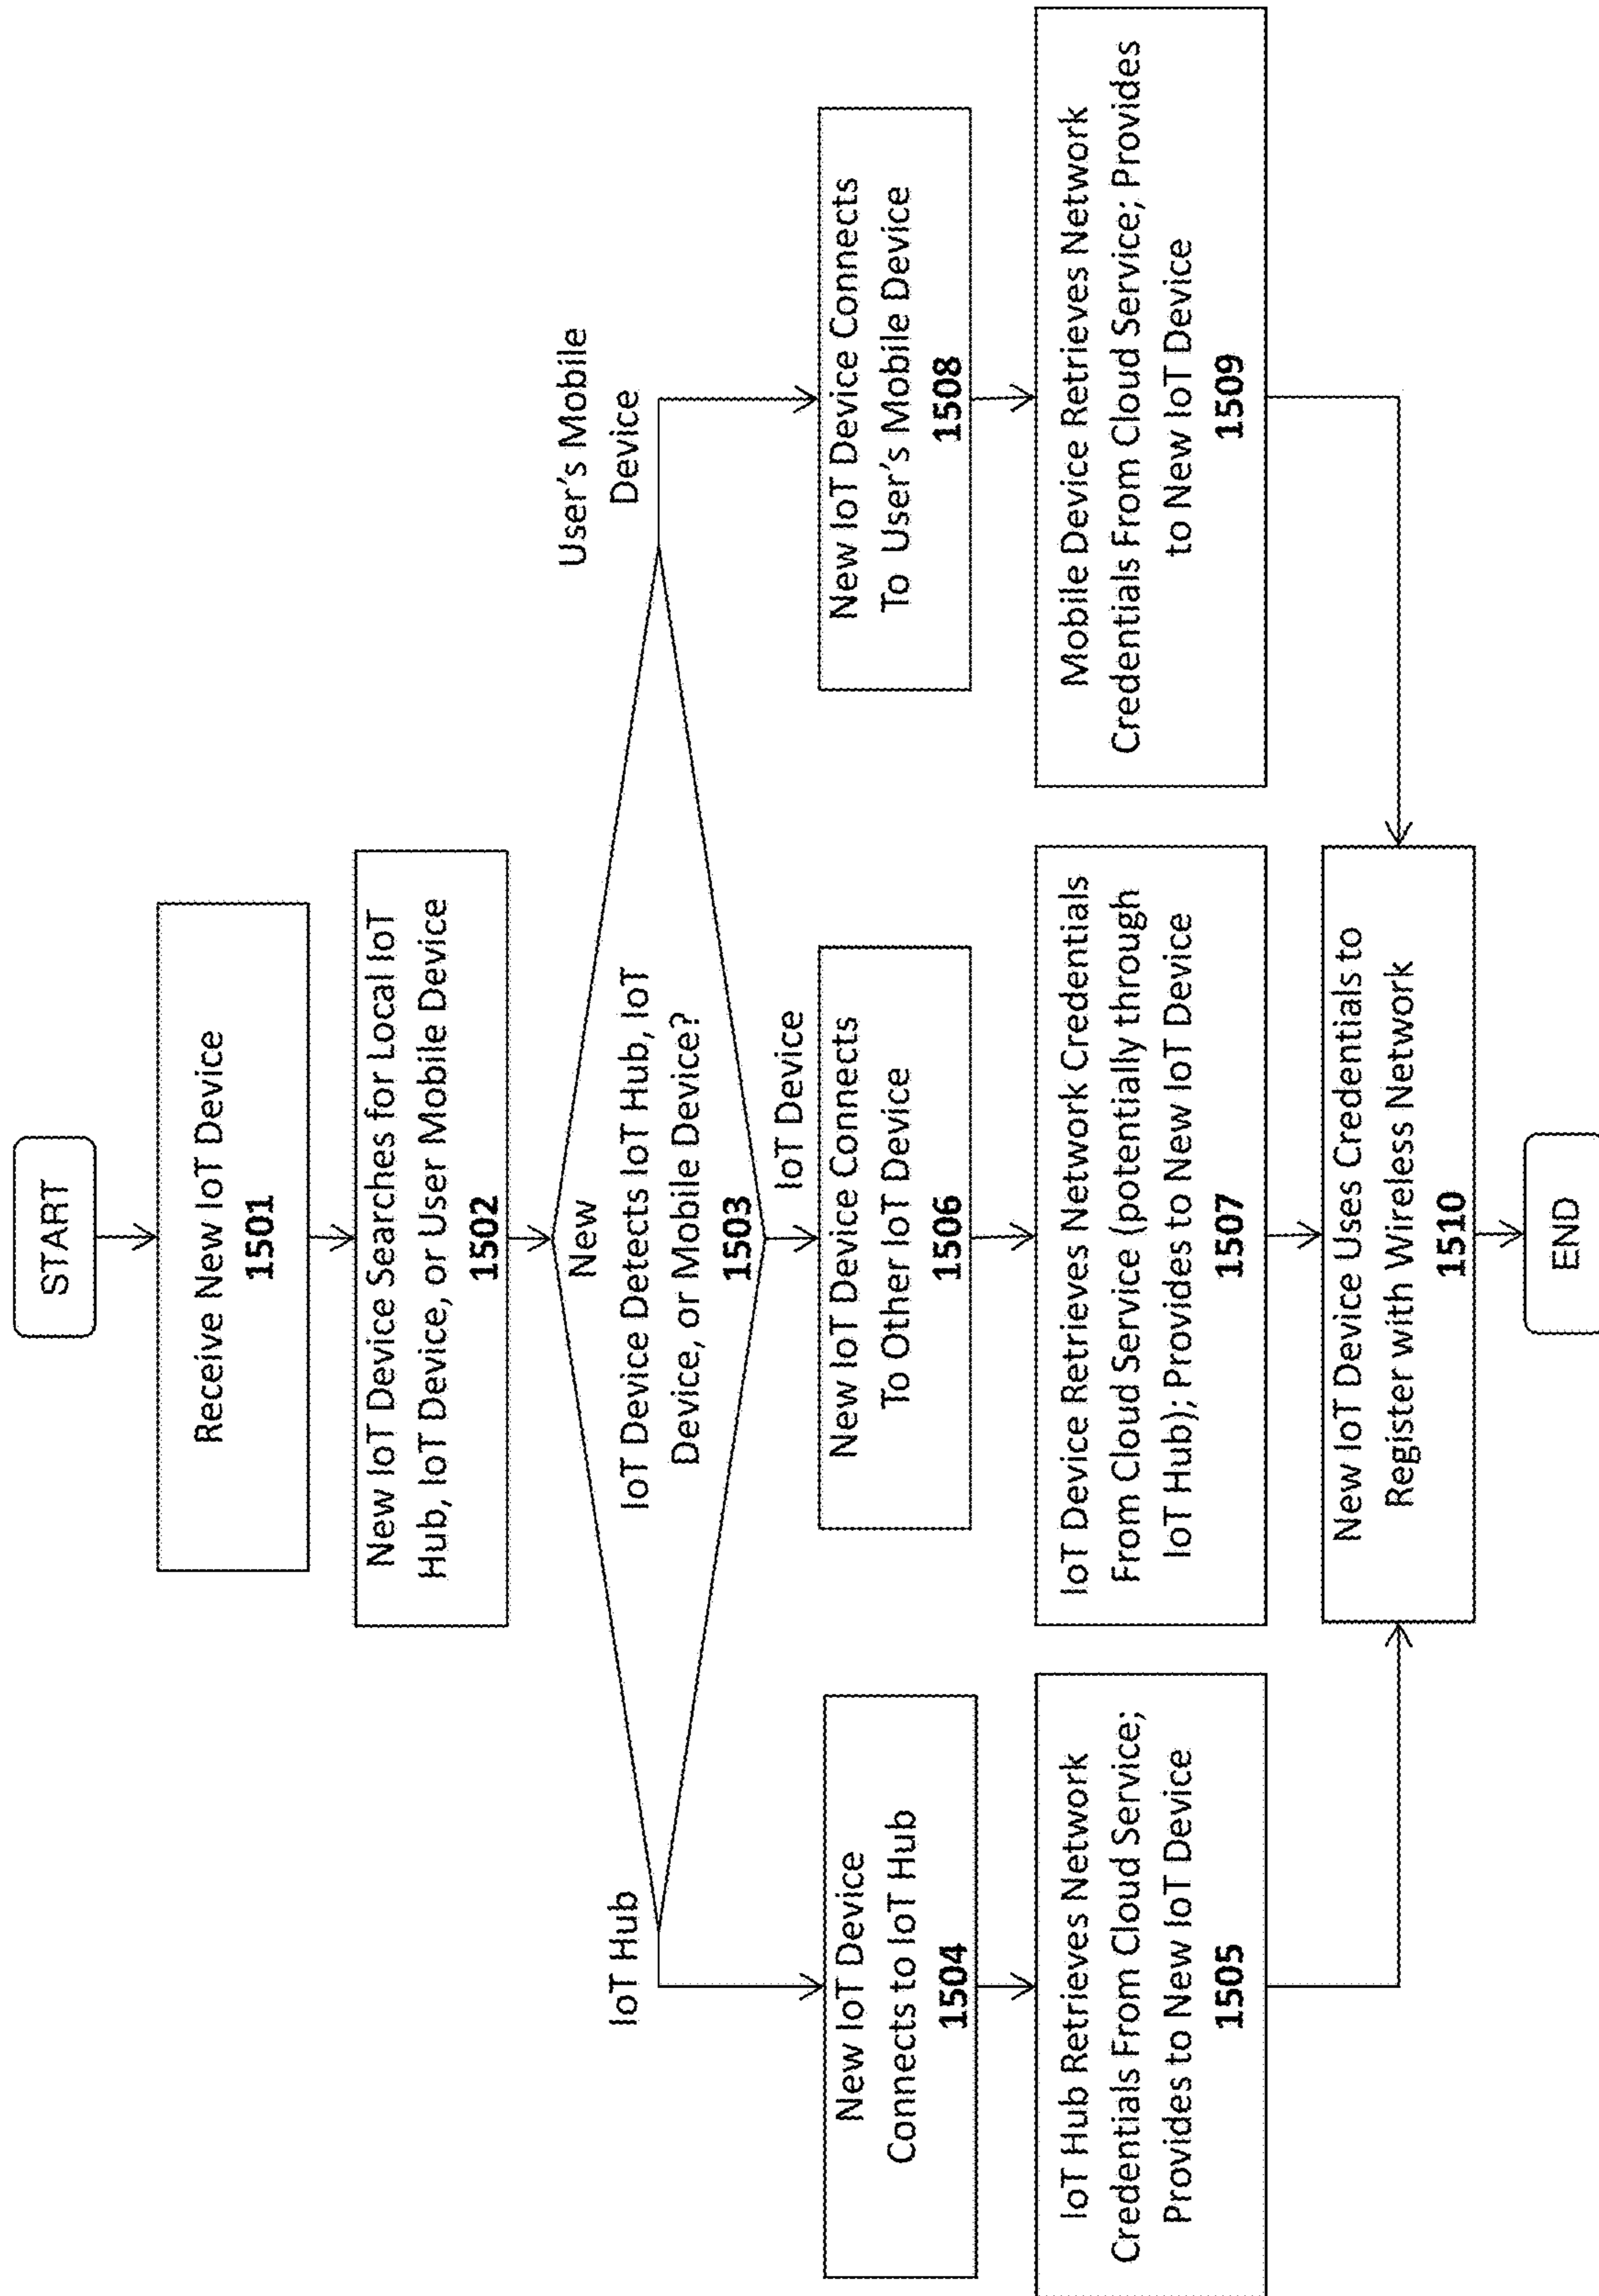 START
Receive New IoT Device
1501
New IoT Device Searches for Local IoT
Hub, IoT Device, or User Mobile Device
1502
New
IoT Device Detects IoT Hub, IoT
Device, or Mobile Device?
1503
IoT Hub
IoT Device
User's Mobile
Device
New IoT Device
Connects to IoT Hub
1504
IoT Hub Retrieves Network
Credentials From Cloud Service;
Provides to New IoT Device
1505
New IoT Device Connects
To Other IoT Device
1506
IoT Device Retrieves Network Credentials
From Cloud Service (potentially through
IoT Hub); Provides to New IoT Device
1507
New IoT Device Connects
To User's Mobile Device
1508
Mobile Device Retrieves Network
Credentials From Cloud Service; Provides
to New IoT Device
1509
New IoT Device Uses Credentials to
Register with Wireless Network
1510
END